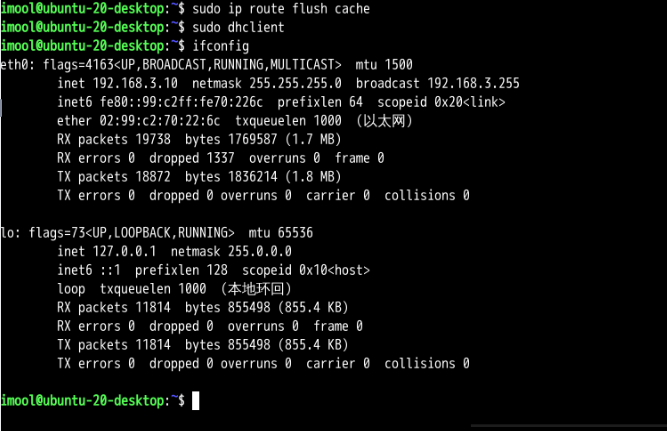 imool@ubuntu-20-desktop:~$ sudo ip route flush cache
imool@ubuntu-20-desktop:~$ sudo dhclient
imool@ubuntu-20-desktop:~$ ifconfig
eth0: flags=4163<UP,BROADCAST,RUNNING,MULTICAST>  mtu 1500
        inet 192.168.3.10  netmask 255.255.255.0  broadcast 192.168.3.255
        inet6 fe80::99:c2ff:fe70:226c  prefixlen 64  scopeid 0x20<link>
        ether 02:99:c2:70:22:6c  txqueuelen 1000  (以太网)
        RX packets 19738  bytes 1769587 (1.7 MB)
        RX errors 0  dropped 1337  overruns 0  frame 0
        TX packets 18872  bytes 1836214 (1.8 MB)
        TX errors 0  dropped 0 overruns 0  carrier 0  collisions 0

lo: flags=73<UP,LOOPBACK,RUNNING>  mtu 65536
        inet 127.0.0.1  netmask 255.0.0.0
        inet6 ::1  prefixlen 128  scopeid 0x10<host>
        loop  txqueuelen 1000  (本地环回)
        RX packets 11814  bytes 855498 (855.4 KB)
        RX errors 0  dropped 0  overruns 0  frame 0
        TX packets 11814  bytes 855498 (855.4 KB)
        TX errors 0  dropped 0 overruns 0  carrier 0  collisions 0

imool@ubuntu-20-desktop:~$